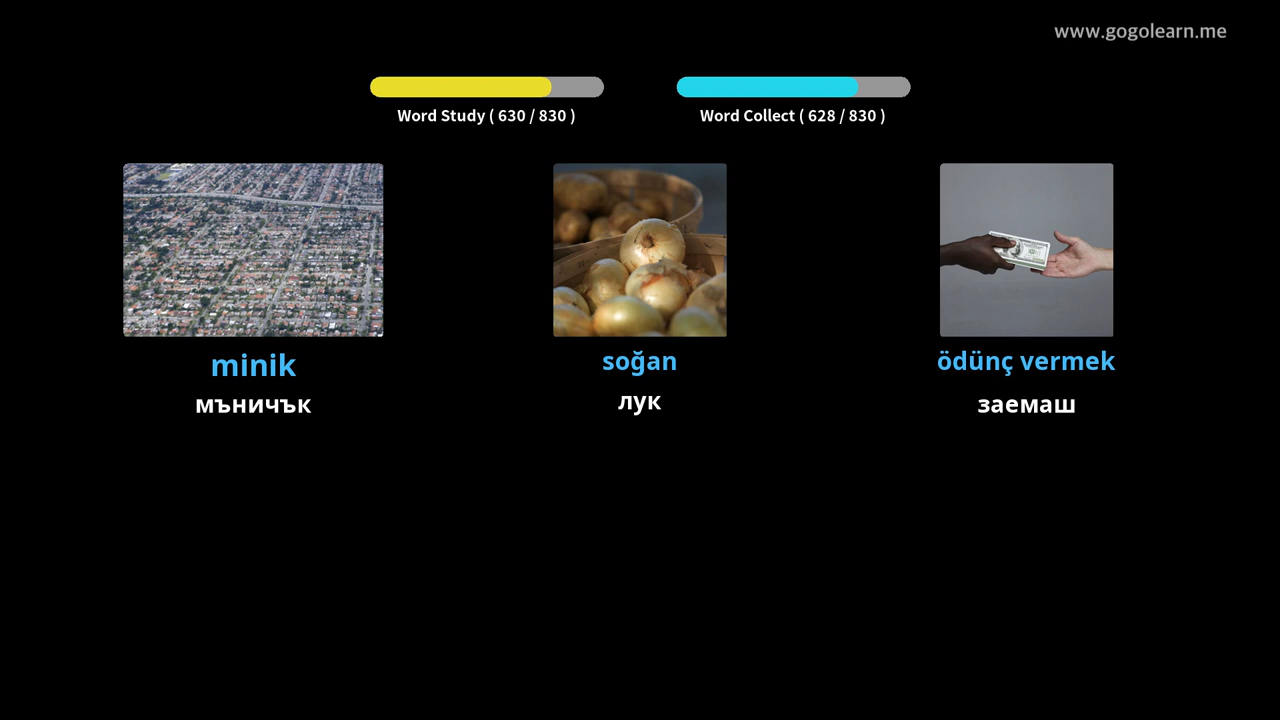 www.gogolearn.me
Word Study ( 630 / 830 )
Word Collect ( 628 / 830 )
minik
soğan
ödünç vermek
мъничък
лук
заемаш